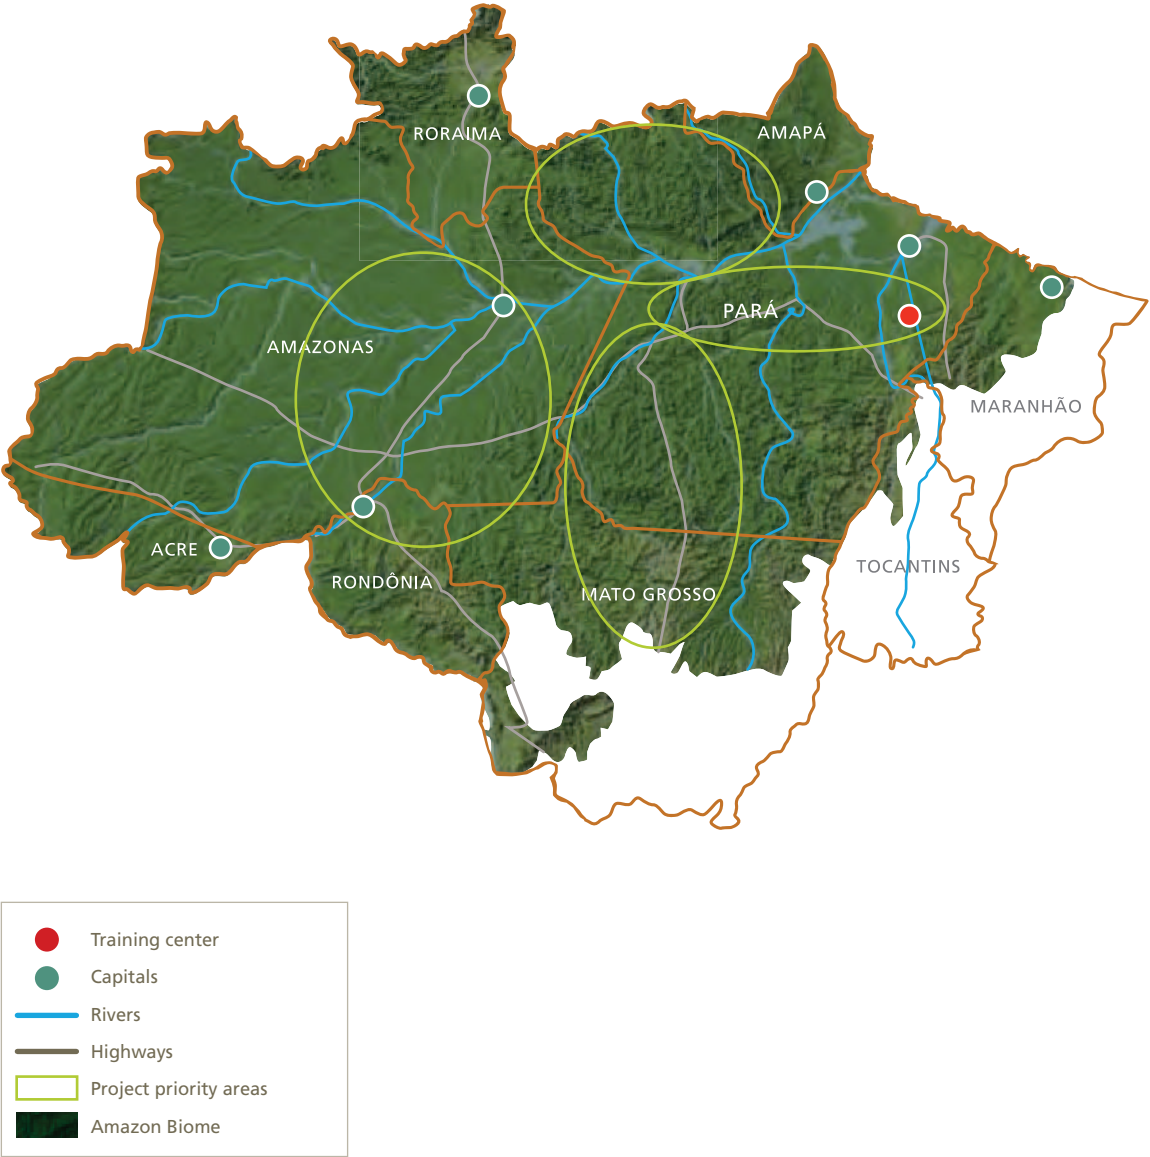 RORAIMA
AMAPÁ
PARÁ
AMAZONAS
MARANHÃO
ACRE
TOCANTINS
RONDÔNIA
MATO GROSSO
Training center
Capitals
Rivers
Highways
Project priority areas
Amazon Biome